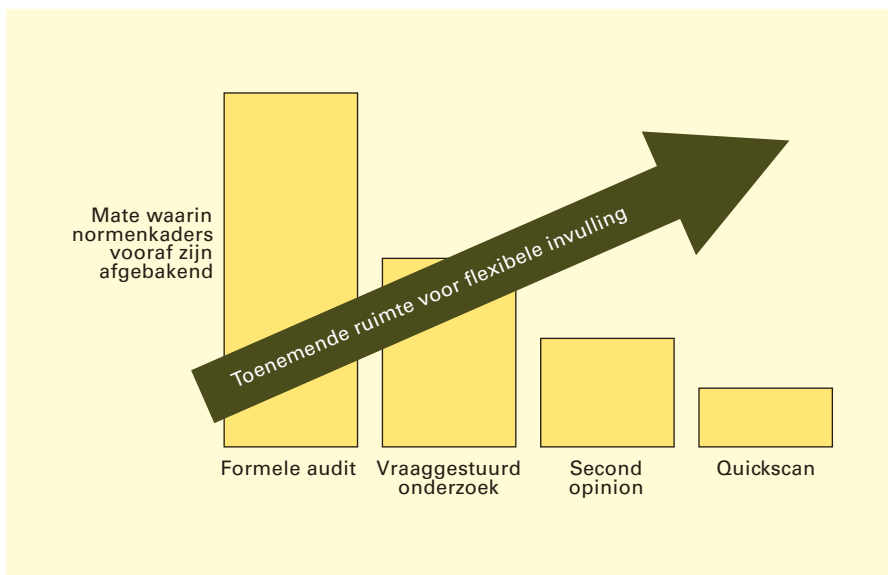 Mate waarin
normenkaders
vooraf zijn
afgebakend
Toenemende ruimte voor flexibele invulling
Formele audit
Vraaggestuurd
onderzoek
Second
opinion
Quickscan